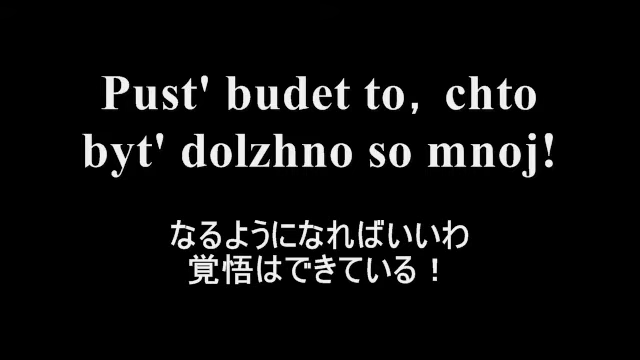 Pust' budet to, chto
byt' dolzhno so mnoj!
なるようになればいいわ
覚悟はできている！